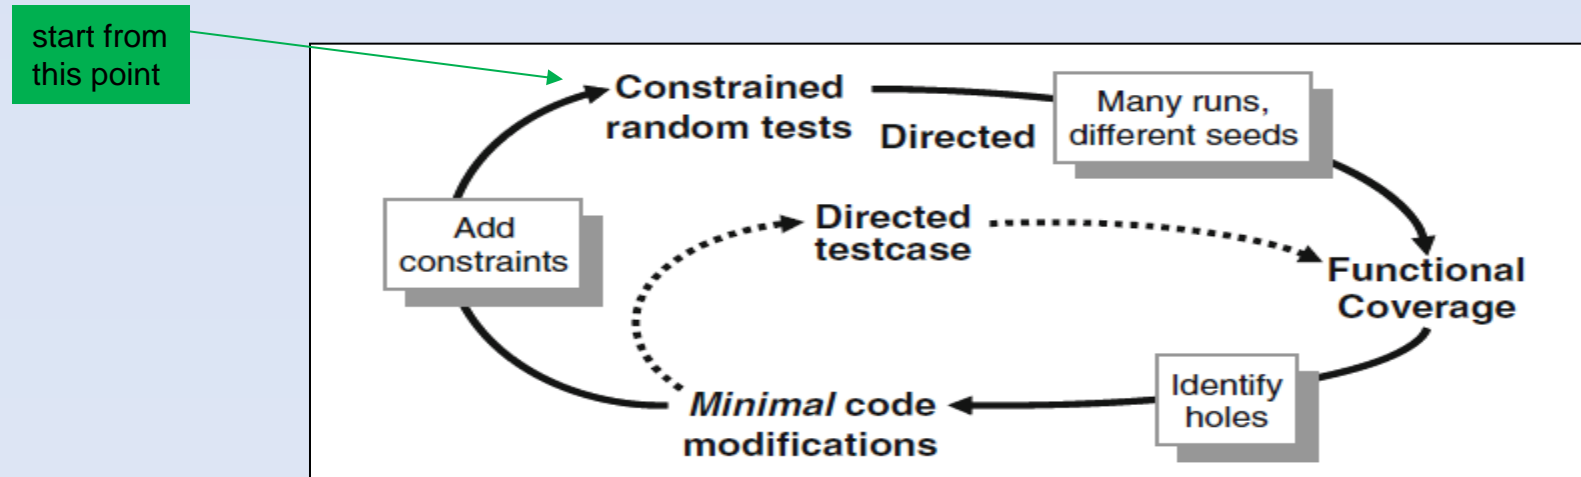 start from
this point
Constrained
random tests
Directed
Many runs,
different seeds
Add
constraints
Directed
testcase
Functional
Coverage
Identify
holes
Minimal code
modifications